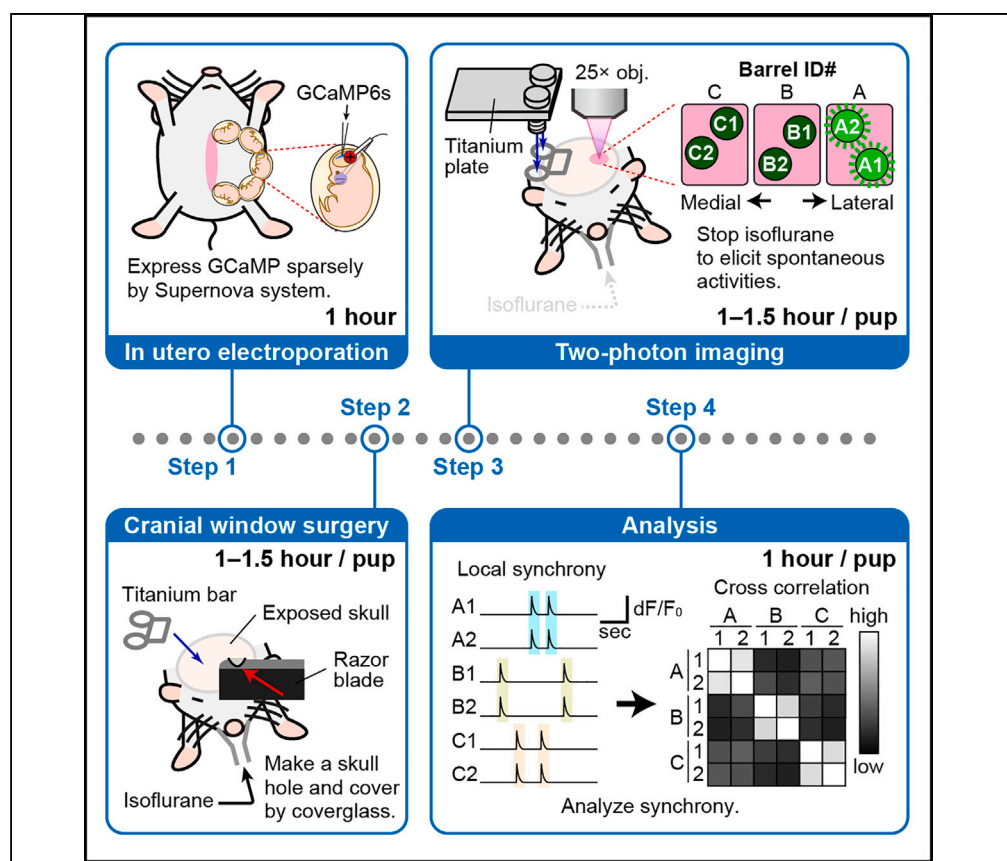 GCaMP6s
Express GCaMP sparsely
by Supernova system.
1 hour
In utero electroporation
25× obj.
Titanium
plate
Barrel ID#
C B A
C1
C2
B1
B2
A2
A1
Medial Lateral
Stop isoflurane
to elicit spontaneous
activities.
Isoflurane
1–1.5 hour / pup
Two-photon imaging
Step 1
Step 2
Step 3
Step 4
Cranial window surgery
1–1.5 hour / pup
Titanium bar
Exposed skull
Razor
blade
Make a skull
hole and cover
by coverglass.
Isoflurane
Analysis
1 hour / pup
Local synchrony
A1
A2
B1
B2
C1
C2
dF/F₀
sec
Analyze synchrony.
Cross correlation
A B C
1 2 1 2 1 2
A 1
2
B 1
2
C 1
2
high
low